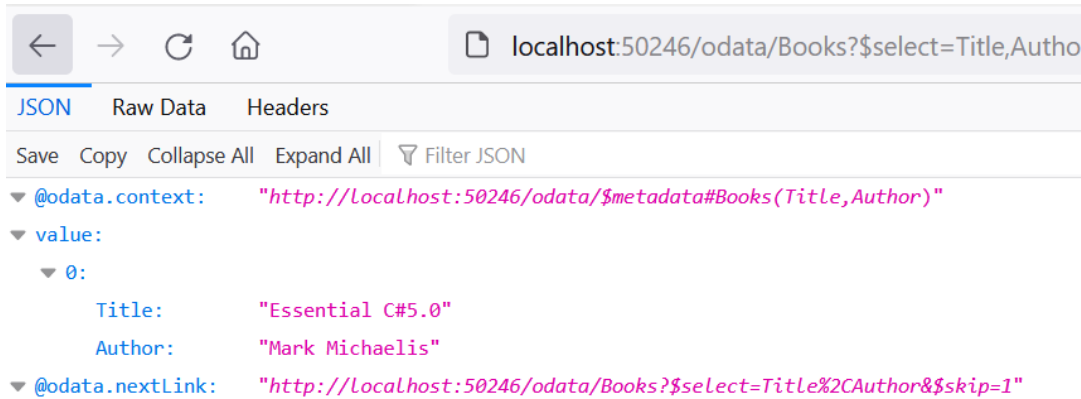 localhost:50246/odata/Books?$select=Title,Autho
JSON Raw Data Headers
Save Copy Collapse All Expand All Filter JSON
@odata.context: "http://localhost:50246/odata/$metadata#Books(Title,Author)"
value:
0:
Title: "Essential C#5.0"
Author: "Mark Michaelis"
@odata.nextLink: "http://localhost:50246/odata/Books?$select=Title%2CAuthor&$skip=1"